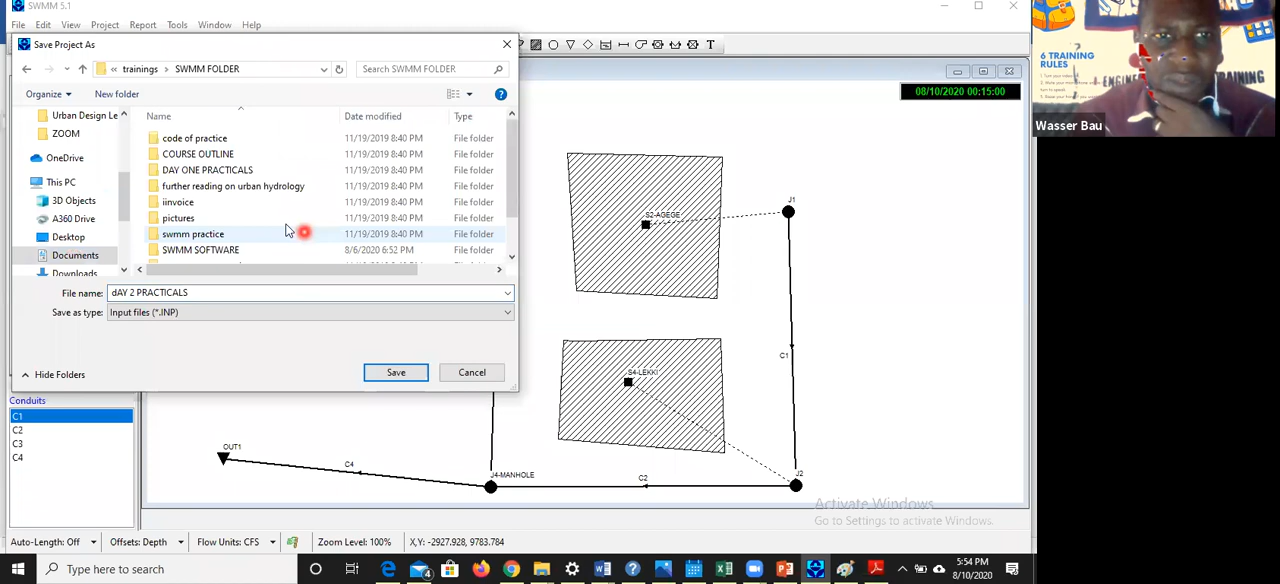 SWMM 5.1
File Edit View Project Report Tools Window Help
Save Project As
« trainings > SWMM FOLDER
Search SWMM FOLDER
Organize
New folder
Urban Design Le
ZOOM
OneDrive
This PC
3D Objects
A360 Drive
Desktop
Documents
Downloads
Name Date modified Type
code of practice 11/19/2019 8:40 PM File folder
COURSE OUTLINE 11/19/2019 8:40 PM File folder
DAY ONE PRACTICALS 11/19/2019 8:40 PM File folder
further reading on urban hydrology 11/19/2019 8:40 PM File folder
iinvoice 11/19/2019 8:40 PM File folder
pictures 11/19/2019 8:40 PM File folder
swmm practice 11/19/2019 8:40 PM File folder
SWMM SOFTWARE 8/6/2020 6:52 PM File folder
File name: dAY 2 PRACTICALS
Save as type: Input files (*.INP)
Hide Folders
Save
Cancel
T
08/10/2020 00:15:00
S2-AGEGE
J1
C1
S4-LEKKI
J2
C2
J4-MANHOLE
C4
OUT1
Conduits
C1
C2
C3
C4
Activate Windows
Go to Settings to activate Windows.
Auto-Length: Off Offsets: Depth Flow Units: CFS Zoom Level: 100% X,Y: -2927.928, 9783.784
Type here to search
4
5:54 PM
8/10/2020
6 TRAINING
RULES
TRAINING
Wasser Bau